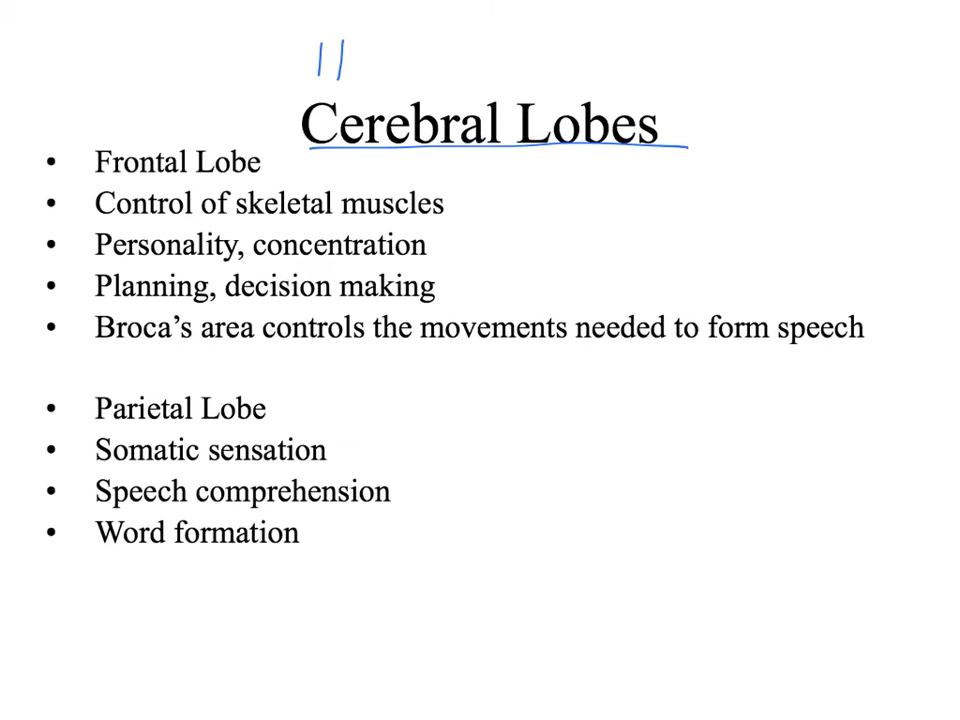 11
Cerebral Lobes
• Frontal Lobe
• Control of skeletal muscles
• Personality, concentration
• Planning, decision making
• Broca’s area controls the movements needed to form speech
• Parietal Lobe
• Somatic sensation
• Speech comprehension
• Word formation